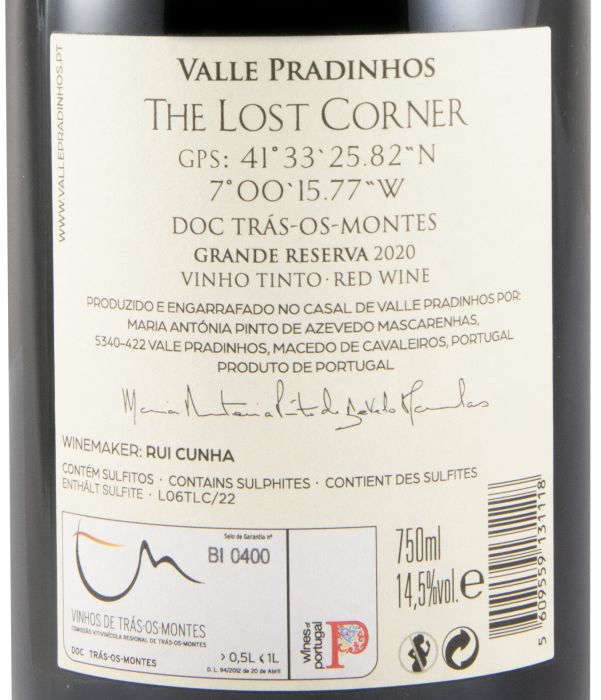 WWW.VALLEPRADINHOS.PT
VALLE PRADINHOS
THE LOST CORNER
GPS: 41°33`25.82"N
7°00`15.77"W
DOC TRÁS-OS-MONTES
GRANDE RESERVA 2020
VINHO TINTO · RED WINE
PRODUZIDO E ENGARRAFADO NO CASAL DE VALLE PRADINHOS POR:
MARIA ANTÓNIA PINTO DE AZEVEDO MASCARENHAS,
5340-422 VALE PRADINHOS, MACEDO DE CAVALEIROS, PORTUGAL
PRODUTO DE PORTUGAL
WINEMAKER: RUI CUNHA
CONTÉM SULFITOS · CONTAINS SULPHITES · CONTIENT DES SULFITES
ENTHÄLT SULFITE · L06TLC/22
Selo de Garantia nº
BI 0400
VINHOS DE TRÁS-OS-MONTES
COMISSÃO VITIVINÍCOLA REGIONAL DE TRÁS-OS-MONTES
DOC TRÁS-OS-MONTES
> 0,5L ≤ 1L
D. L. 94/2012 de 20 de Abril
wines of
portugal
P
750ml
14,5%vol. e
5 609559 131118